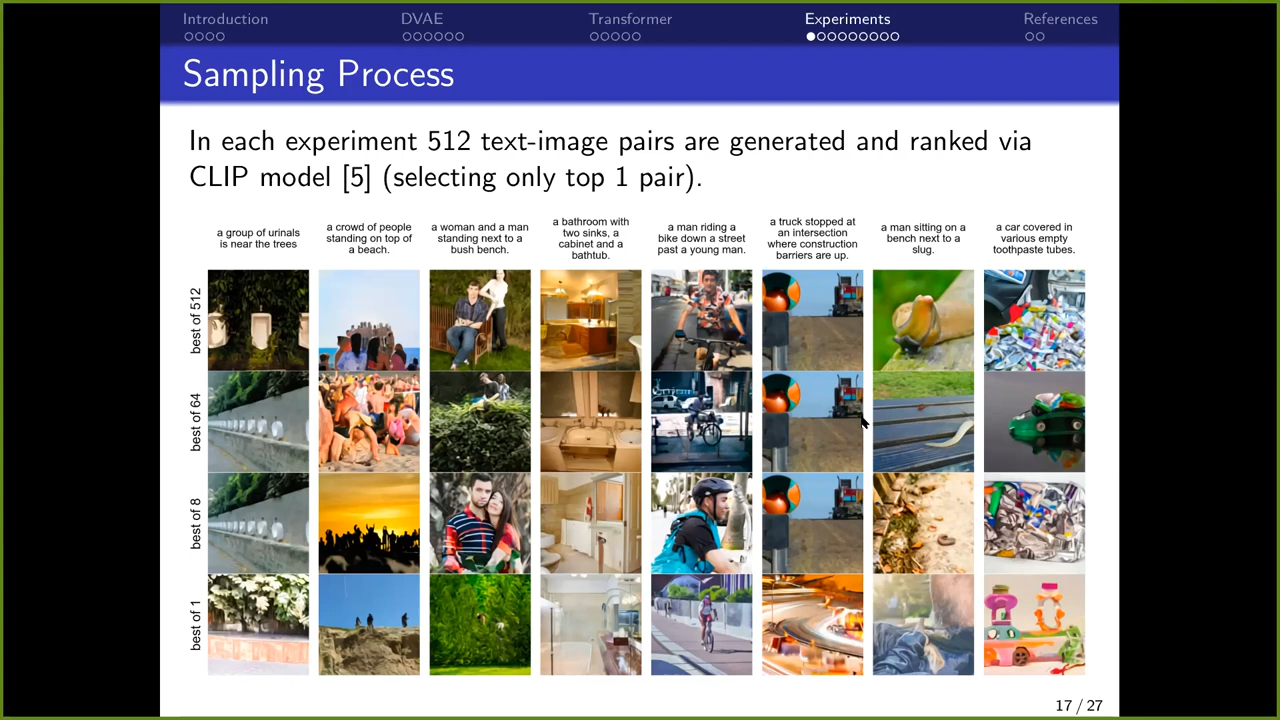 Introduction
DVAE
Transformer
Experiments
References
Sampling Process
In each experiment 512 text-image pairs are generated and ranked via
CLIP model [5] (selecting only top 1 pair).
a group of urinals
is near the trees
a crowd of people
standing on top of
a beach.
a woman and a man
standing next to a
bush bench.
a bathroom with
two sinks, a
cabinet and a
bathtub.
a man riding a
bike down a street
past a young man.
a truck stopped at
an intersection
where construction
barriers are up.
a man sitting on a
bench next to a
slug.
a car covered in
various empty
toothpaste tubes.
best of 512
best of 64
best of 8
best of 1
17 / 27